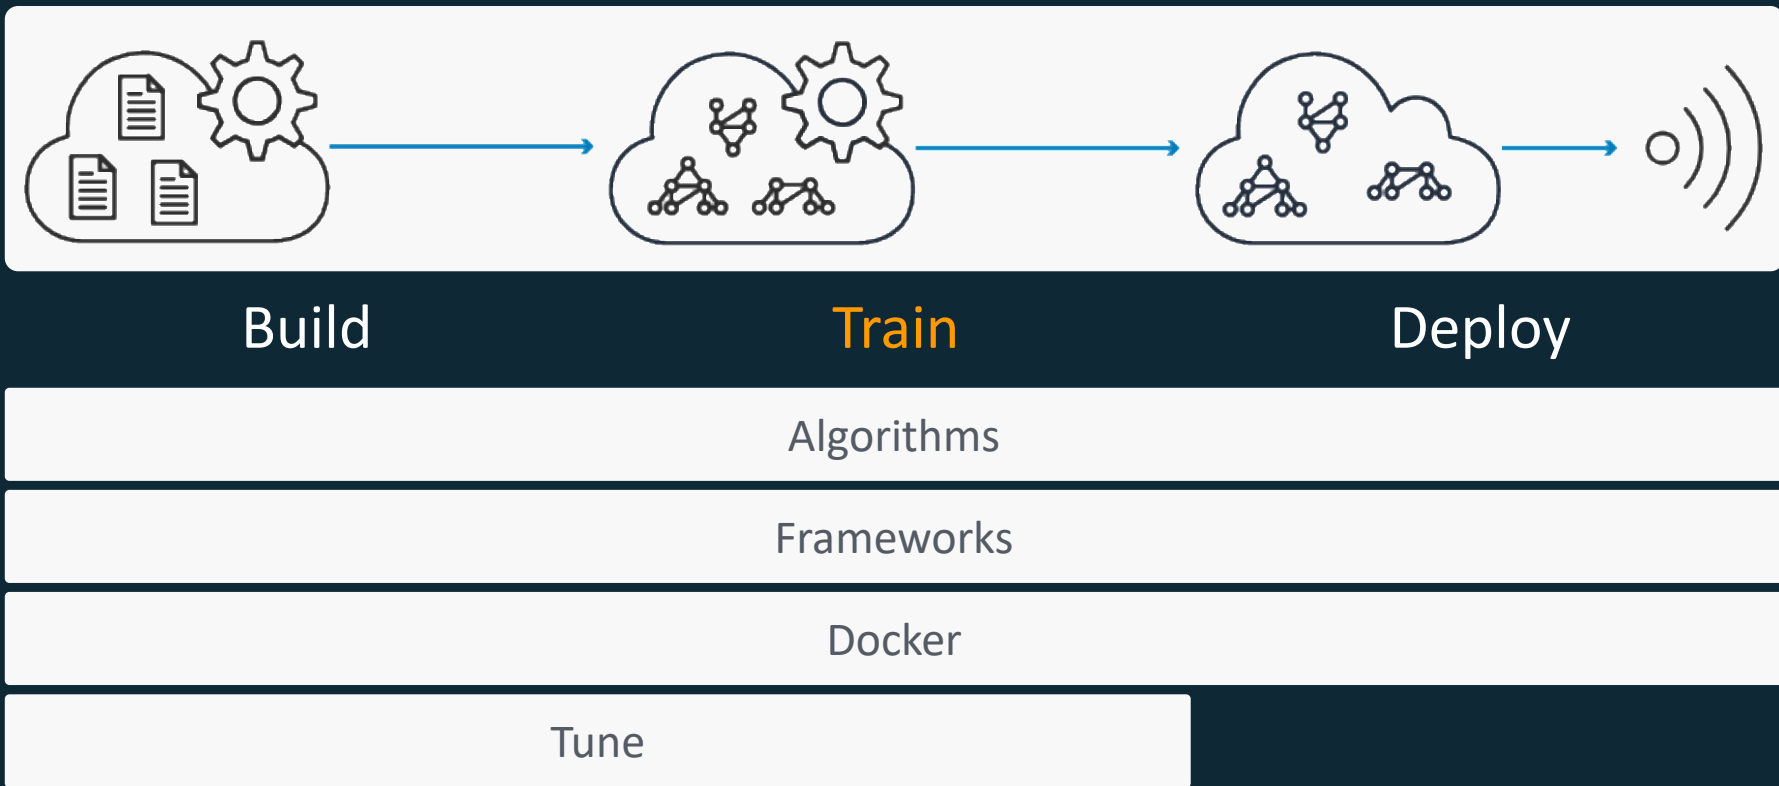 Build
Train
Deploy
Algorithms
Frameworks
Docker
Tune